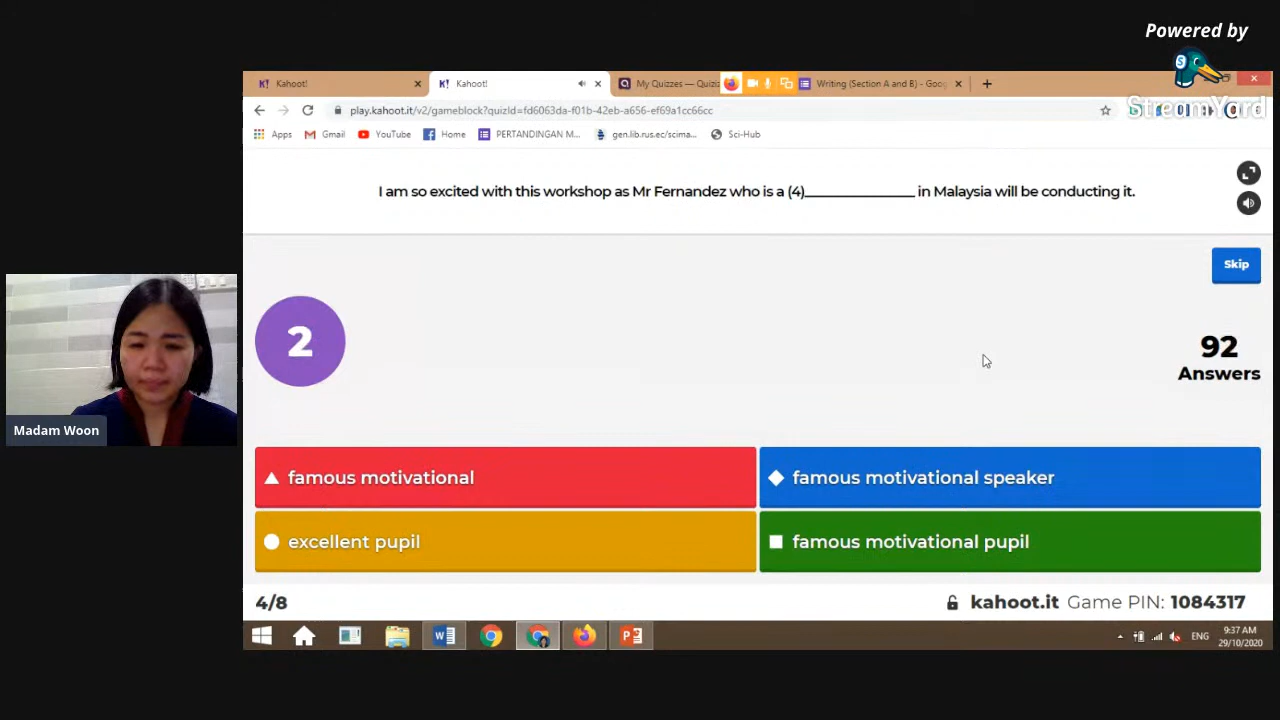 Powered by
StreamYard
Kahoot!
Kahoot!
My Quizzes — Quizi
Writing (Section A and B) - Goog
play.kahoot.it/v2/gameblock?quizId=fd6063da-f01b-42eb-a656-ef69a1cc66cc
Apps Gmail YouTube Home PERTANDINGAN M... gen.lib.rus.ec/scima... Sci-Hub
I am so excited with this workshop as Mr Fernandez who is a (4)_______________ in Malaysia will be conducting it.
Skip
2
92
Answers
Madam Woon
famous motivational
famous motivational speaker
excellent pupil
famous motivational pupil
4/8
kahoot.it Game PIN: 1084317
ENG
9:37 AM
29/10/2020